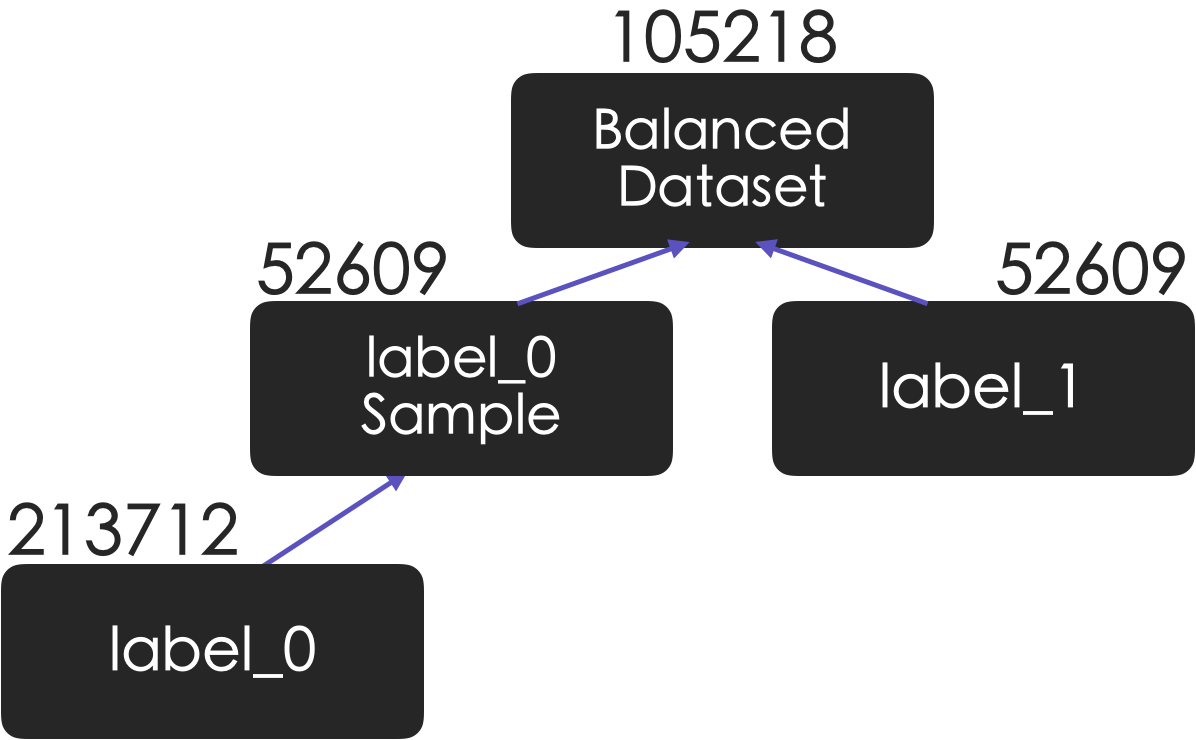 105218
Balanced
Dataset
52609
label_0
Sample
52609
label_1
213712
label_0